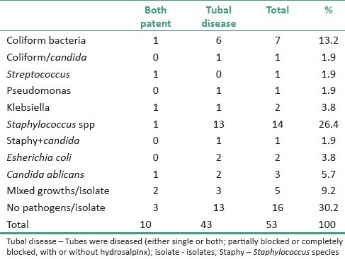 Both patent Tubal disease Total %
Coliform bacteria 1 6 7 13.2
Coliform/candida 0 1 1 1.9
Streptococcus 1 0 1 1.9
Pseudomonas 0 1 1 1.9
Klebsiella 1 1 2 3.8
Staphylococcus spp 1 13 14 26.4
Staphy+candida 0 1 1 1.9
Esherichia coli 0 2 2 3.8
Candida ablicans 1 2 3 5.7
Mixed growths/isolate 2 3 5 9.2
No pathogens/isolate 3 13 16 30.2
Total 10 43 53 100
Tubal disease – Tubes were diseased (either single or both; partially blocked or completely
blocked, with or without hydrosalpinx); isolate - isolates; Staphy – Staphylococcus species